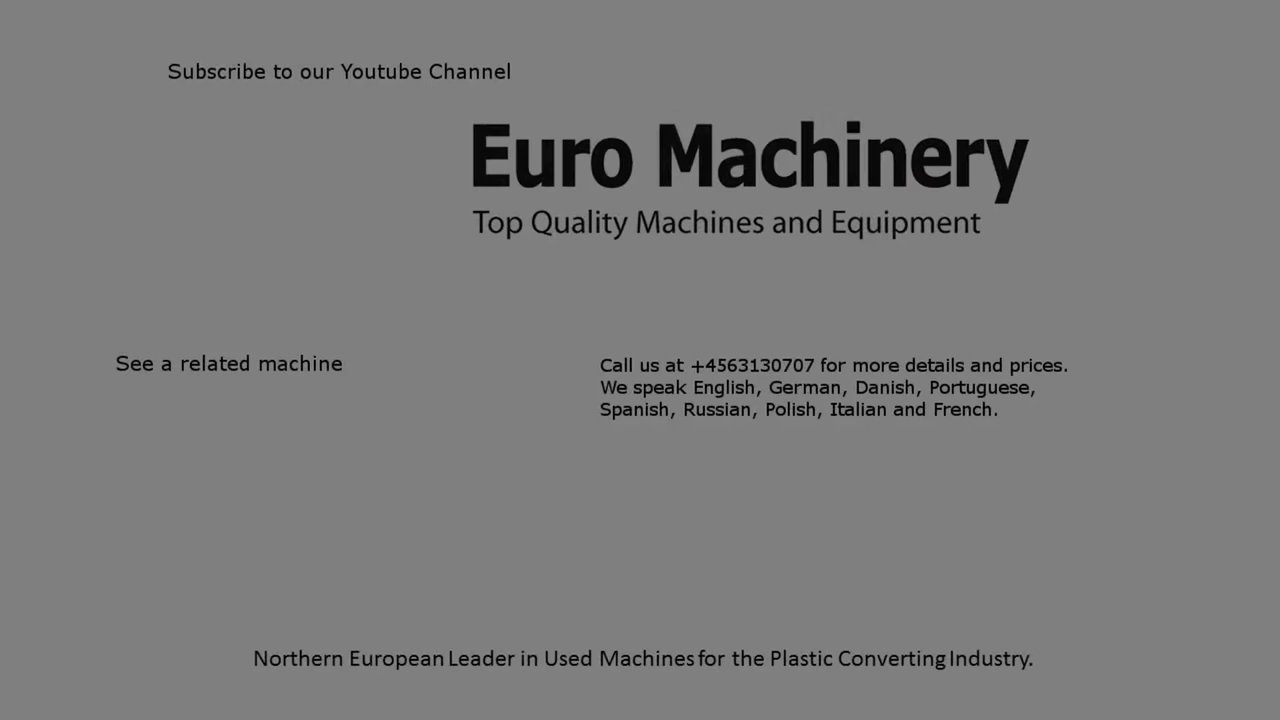 Subscribe to our Youtube Channel
Euro Machinery
Top Quality Machines and Equipment
See a related machine
Call us at +4563130707 for more details and prices.
We speak English, German, Danish, Portuguese,
Spanish, Russian, Polish, Italian and French.
Northern European Leader in Used Machines for the Plastic Converting Industry.